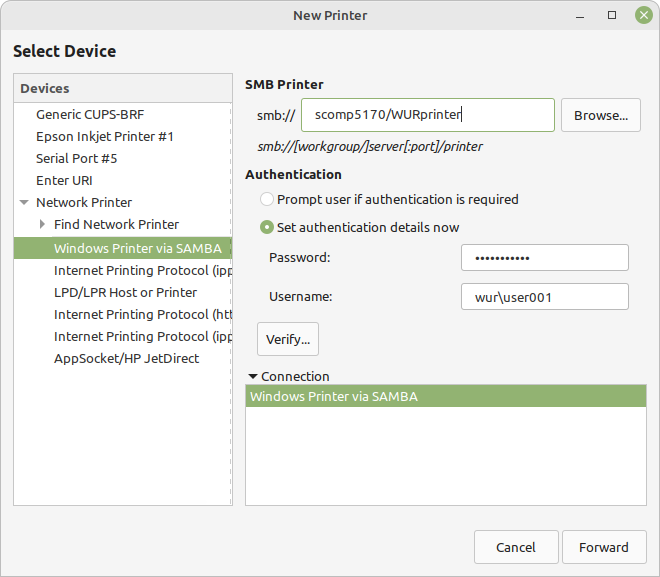 New Printer
Select Device
Devices
Generic CUPS-BRF
Epson Inkjet Printer #1
Serial Port #5
Enter URI
Network Printer
Find Network Printer
Windows Printer via SAMBA
Internet Printing Protocol (ipp
LPD/LPR Host or Printer
Internet Printing Protocol (htt
Internet Printing Protocol (ipp
AppSocket/HP JetDirect
SMB Printer
smb:// scomp5170/WURprinter Browse...
smb://[workgroup/]server[:port]/printer
Authentication
Prompt user if authentication is required
Set authentication details now
Password: •••••••••••
Username: wur\user001
Verify...
Connection
Windows Printer via SAMBA
Cancel Forward